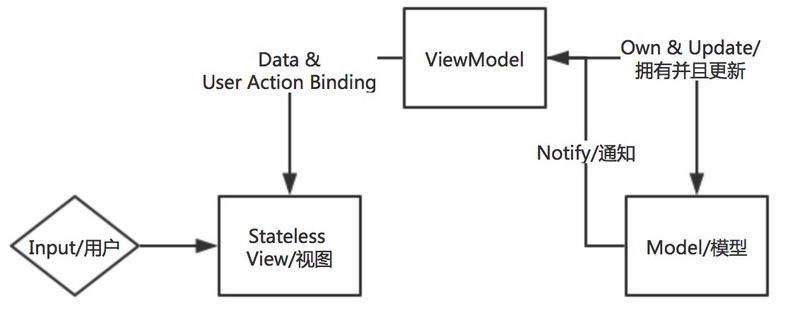 Data &
User Action Binding
ViewModel
Own & Update/
拥有并且更新
Notify/通知
Input/用户
Stateless
View/视图
Model/模型